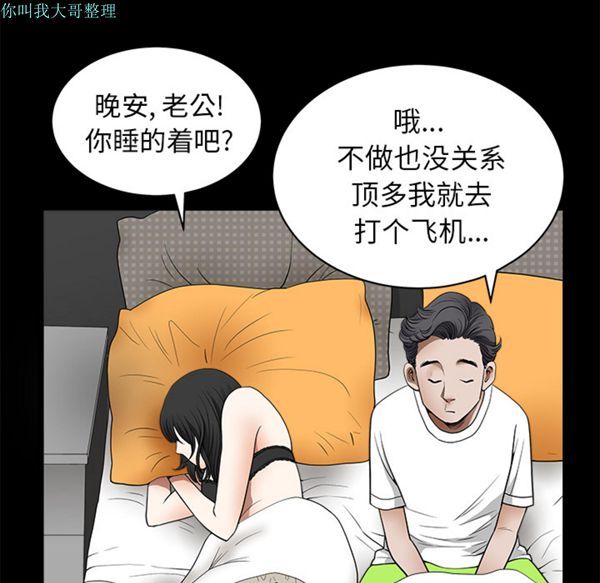 你叫我大哥整理
晚安, 老公!
你睡的着吧?
哦...
不做也没关系
顶多我就去
打个飞机...